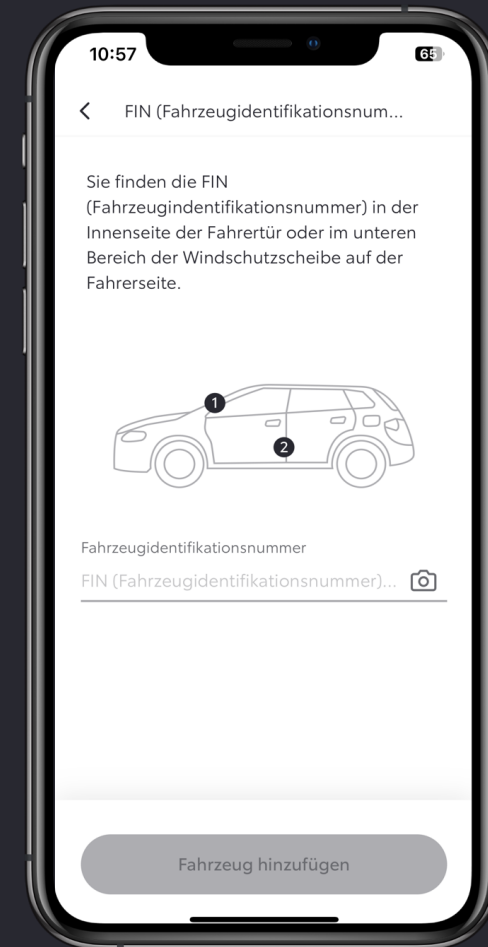 10:57
65
FIN (Fahrzeugidentifikationsnum...
Sie finden die FIN
(Fahrzeugindentifikationsnummer) in der
Innenseite der Fahrertür oder im unteren
Bereich der Windschutzscheibe auf der
Fahrerseite.
1
2
Fahrzeugidentifikationsnummer
FIN (Fahrzeugidentifikationsnummer)...
Fahrzeug hinzufügen